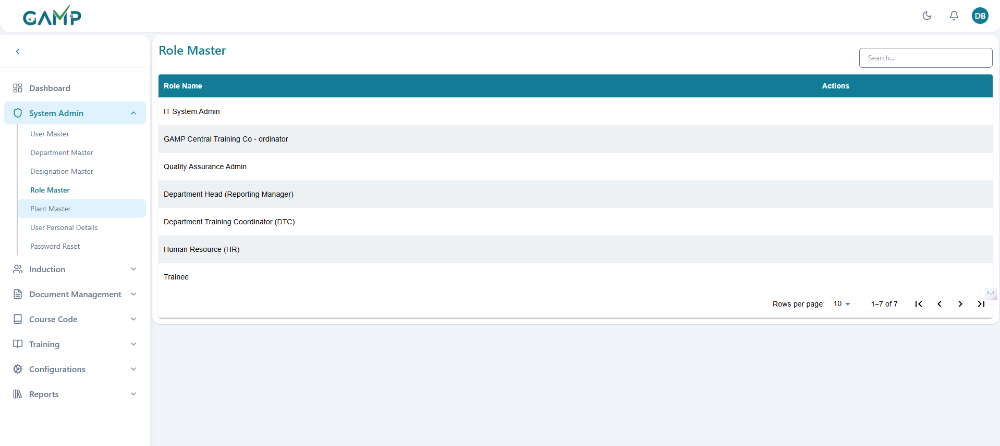 GAMP
DB
Role Master
Search...
Role Name Actions
Dashboard
System Admin
User Master
Department Master
Designation Master
Role Master
Plant Master
User Personal Details
Password Reset
Induction
Document Management
Course Code
Training
Configurations
Reports
IT System Admin
GAMP Central Training Co - ordinator
Quality Assurance Admin
Department Head (Reporting Manager)
Department Training Coordinator (DTC)
Human Resource (HR)
Trainee
Rows per page: 10 1–7 of 7